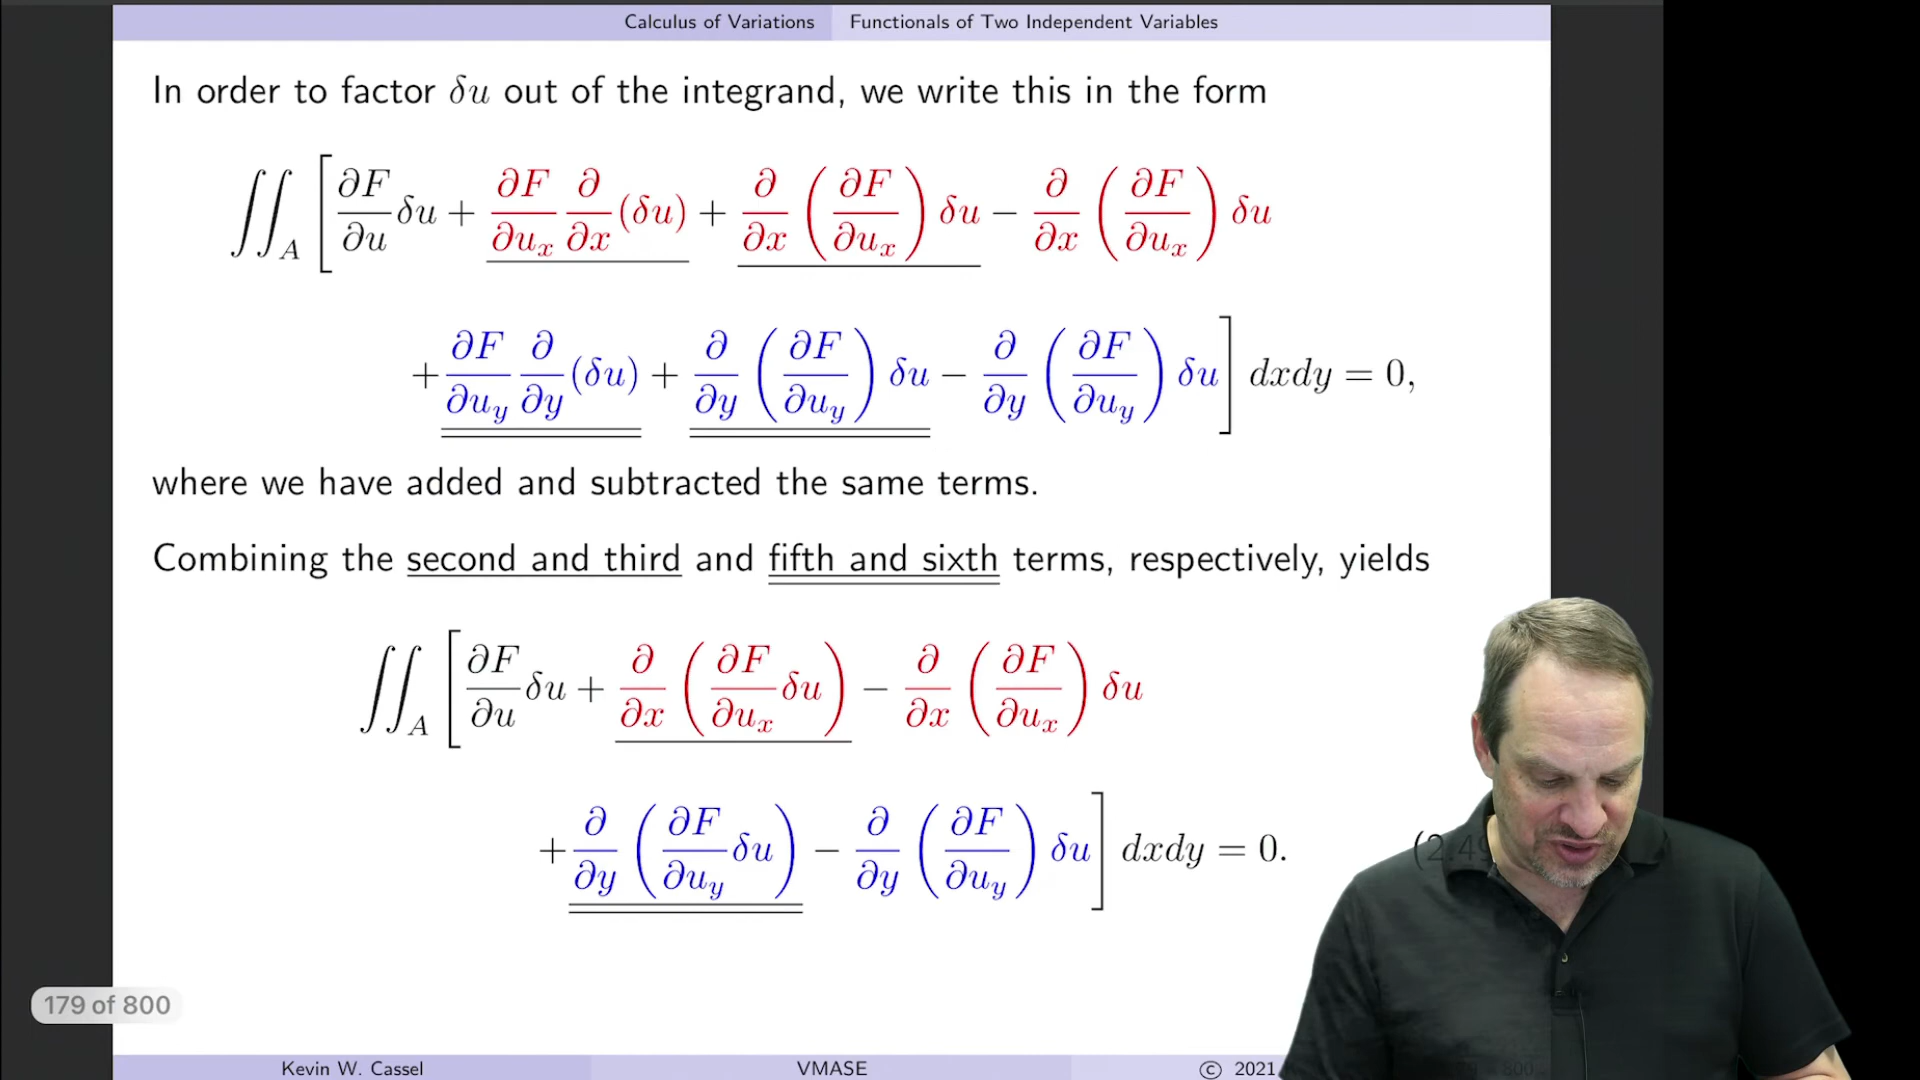 Calculus of Variations Functionals of Two Independent Variables
In order to factor δu out of the integrand, we write this in the form
∬_A [ ∂F/∂u δu + ∂F/∂u_x ∂/∂x (δu) + ∂/∂x ( ∂F/∂u_x ) δu − ∂/∂x ( ∂F/∂u_x ) δu
+ ∂F/∂u_y ∂/∂y (δu) + ∂/∂y ( ∂F/∂u_y ) δu − ∂/∂y ( ∂F/∂u_y ) δu ] dxdy = 0,
where we have added and subtracted the same terms.
Combining the second and third and fifth and sixth terms, respectively, yields
∬_A [ ∂F/∂u δu + ∂/∂x ( ∂F/∂u_x δu ) − ∂/∂x ( ∂F/∂u_x ) δu
+ ∂/∂y ( ∂F/∂u_y δu ) − ∂/∂y ( ∂F/∂u_y ) δu ] dxdy = 0. (2.49
179 of 800
Kevin W. Cassel VMASE © 2021 800